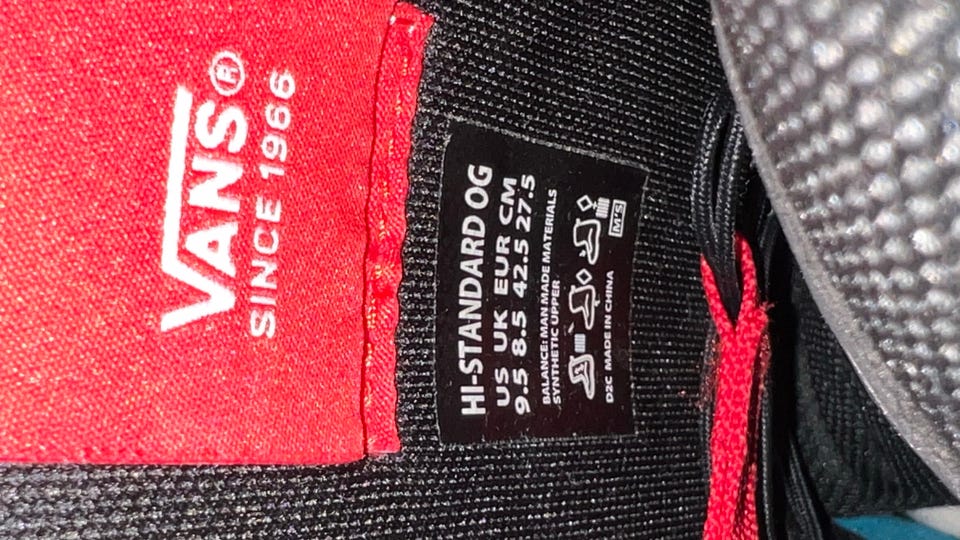 VANS®
SINCE 1966
HI-STANDARD OG
US UK EUR CM
9.5 8.5 42.5 27.5
BALANCE: MAN MADE MATERIALS
SYNTHETIC UPPER
M'S
D2C MADE IN CHINA